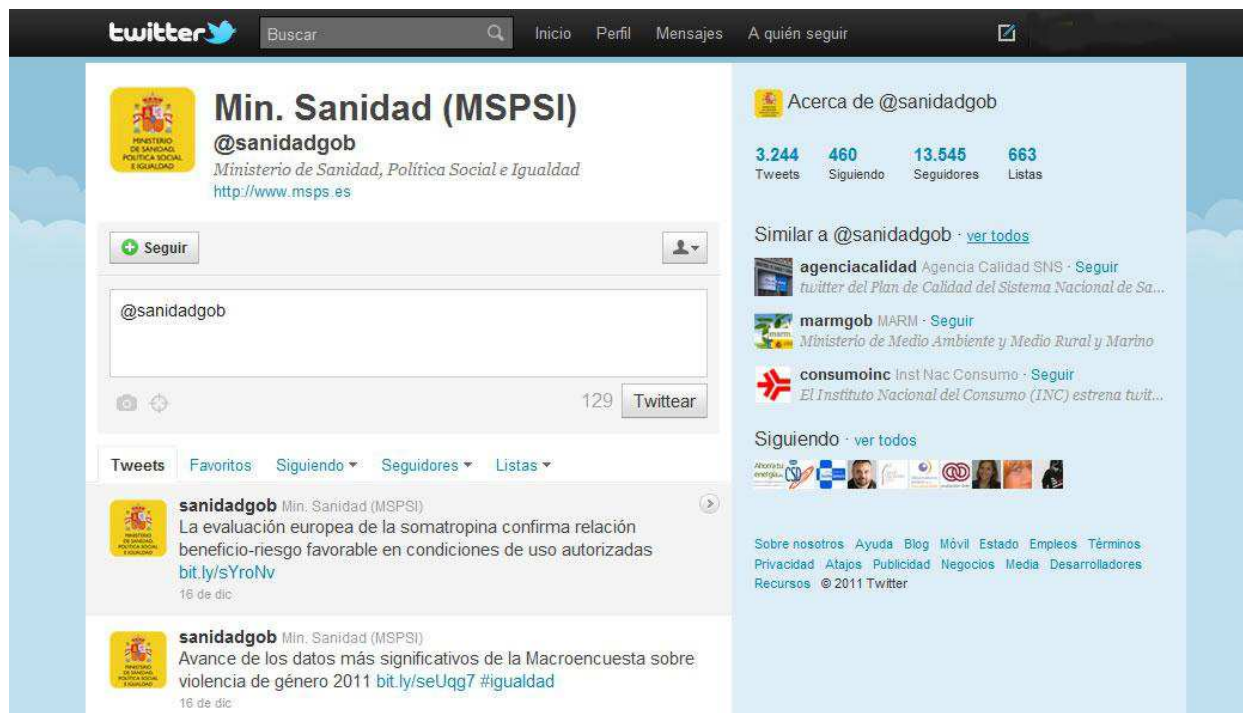 twitter
Buscar
Inicio Perfil Mensajes A quién seguir
MINISTERIO
DE SANIDAD,
POLÍTICA SOCIAL
E IGUALDAD
Min. Sanidad (MSPSI)
@sanidadgob
Ministerio de Sanidad, Política Social e Igualdad
http://www.msps.es
Seguir
@sanidadgob
129 Twittear
Tweets Favoritos Siguiendo Seguidores Listas
sanidadgob Min. Sanidad (MSPSI)
La evaluación europea de la somatropina confirma relación
beneficio-riesgo favorable en condiciones de uso autorizadas
bit.ly/sYroNv
16 de dic
sanidadgob Min. Sanidad (MSPSI)
Avance de los datos más significativos de la Macroencuesta sobre
violencia de género 2011 bit.ly/seUqg7 #igualdad
16 de dic
Acerca de @sanidadgob
3.244 460 13.545 663
Tweets Siguiendo Seguidores Listas
Similar a @sanidadgob · ver todos
agenciacalidad Agencia Calidad SNS · Seguir
twitter del Plan de Calidad del Sistema Nacional de Sa...
marmgob MARM · Seguir
Ministerio de Medio Ambiente y Medio Rural y Marino
consumoinc Inst Nac Consumo · Seguir
El Instituto Nacional del Consumo (INC) estrena twit...
Siguiendo · ver todos
CSD
Sobre nosotros Ayuda Blog Móvil Estado Empleos Términos
Privacidad Atajos Publicidad Negocios Media Desarrolladores
Recursos © 2011 Twitter